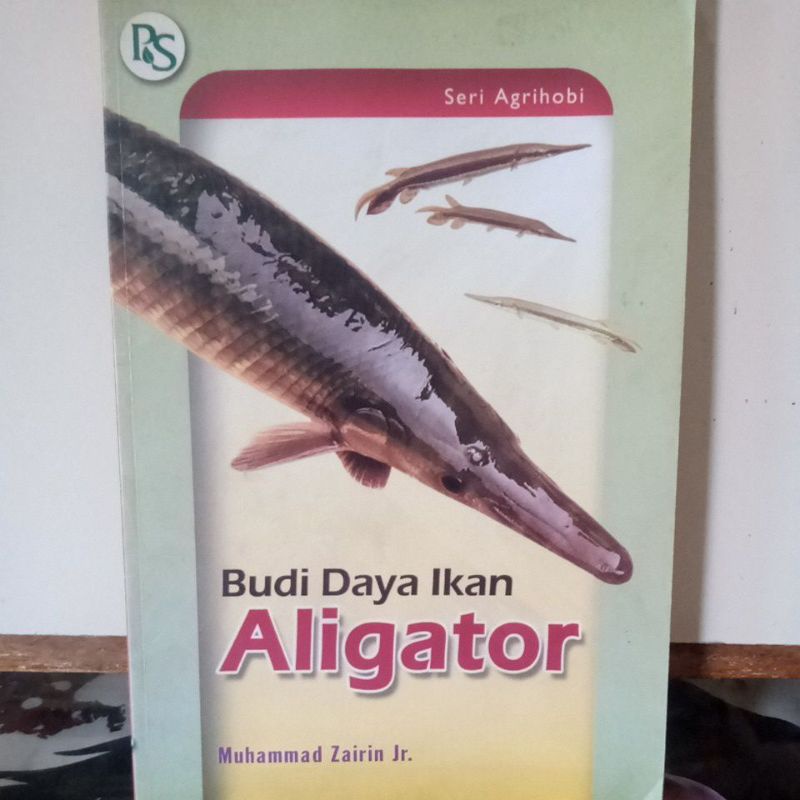 PS
Seri Agrihobi
Budi Daya Ikan
Aligator
Muhammad Zairin Jr.